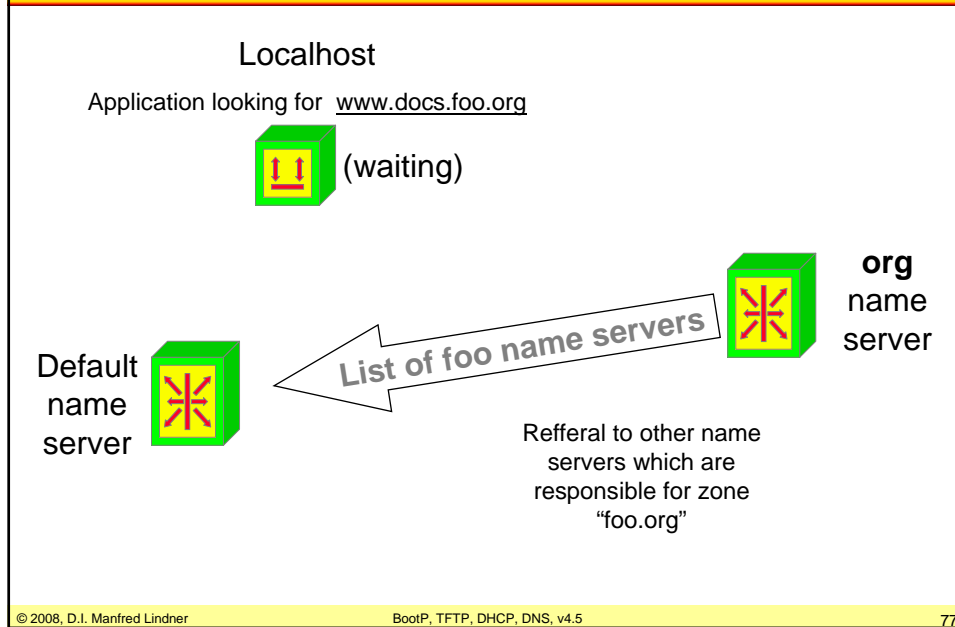 Localhost
Application looking for www.docs.foo.org
(waiting)
org
name
server
List of foo name servers
Default
name
server
Refferal to other name
servers which are
responsible for zone
“foo.org”
© 2008, D.I. Manfred Lindner
BootP, TFTP, DHCP, DNS, v4.5
77